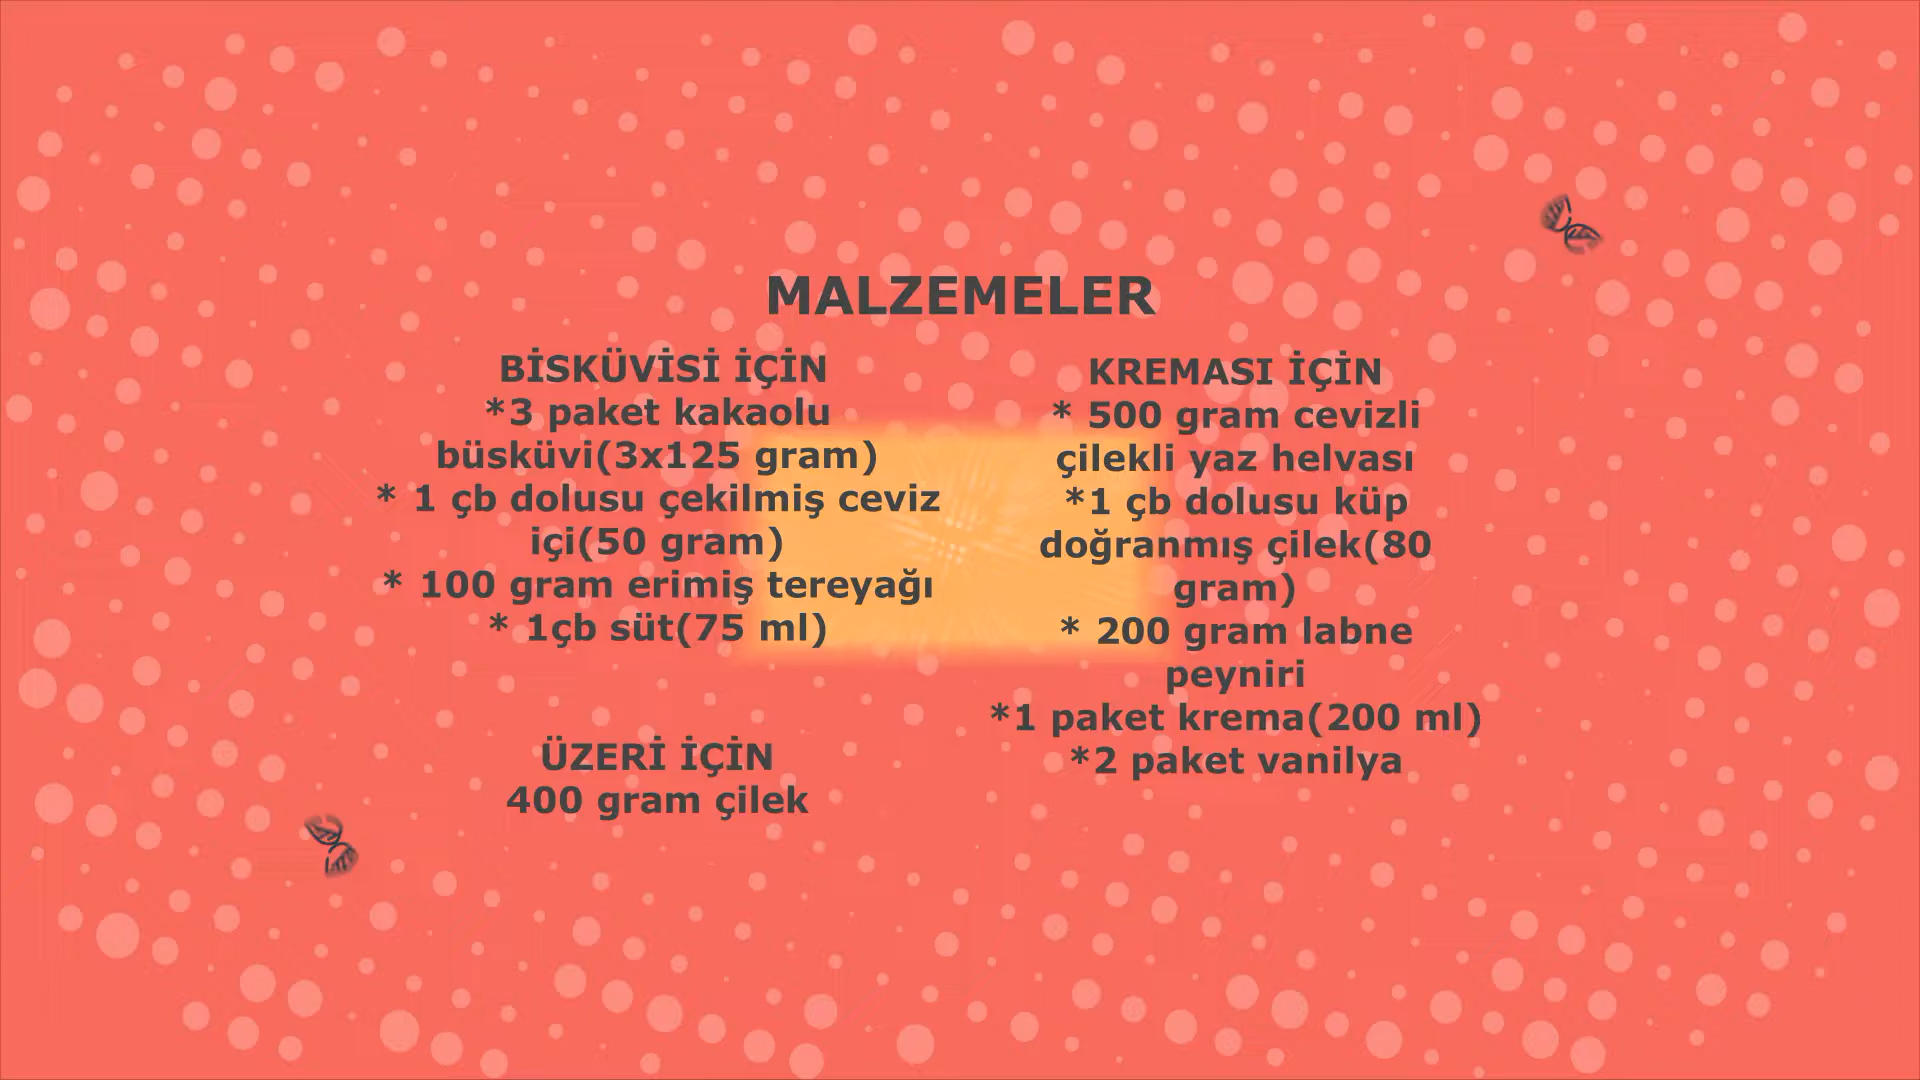 MALZEMELER
BİSKÜVİSİ İÇİN
*3 paket kakaolu
büsküvi(3x125 gram)
* 1 çb dolusu çekilmiş ceviz
içi(50 gram)
* 100 gram erimiş tereyağı
* 1çb süt(75 ml)
ÜZERİ İÇİN
400 gram çilek
KREMASI İÇİN
* 500 gram cevizli
çilekli yaz helvası
*1 çb dolusu küp
doğranmış çilek(80
gram)
* 200 gram labne
peyniri
*1 paket krema(200 ml)
*2 paket vanilya